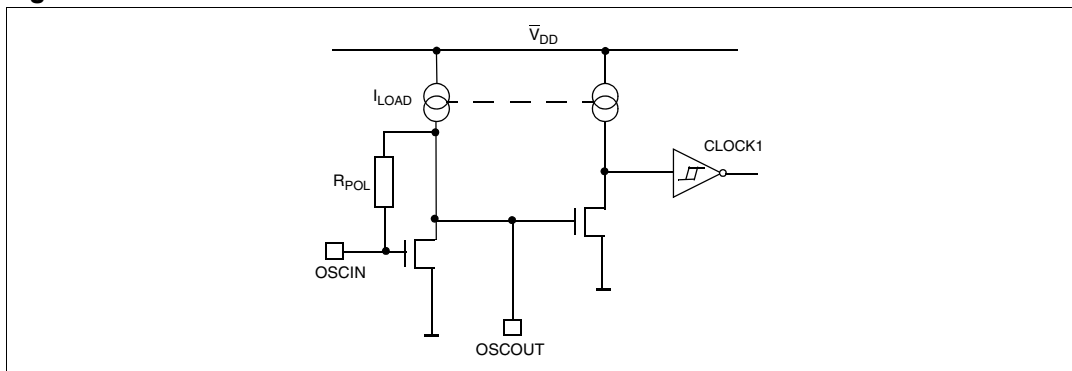 V̅DD
ILOAD
CLOCK1
RPOL
OSCIN
OSCOUT